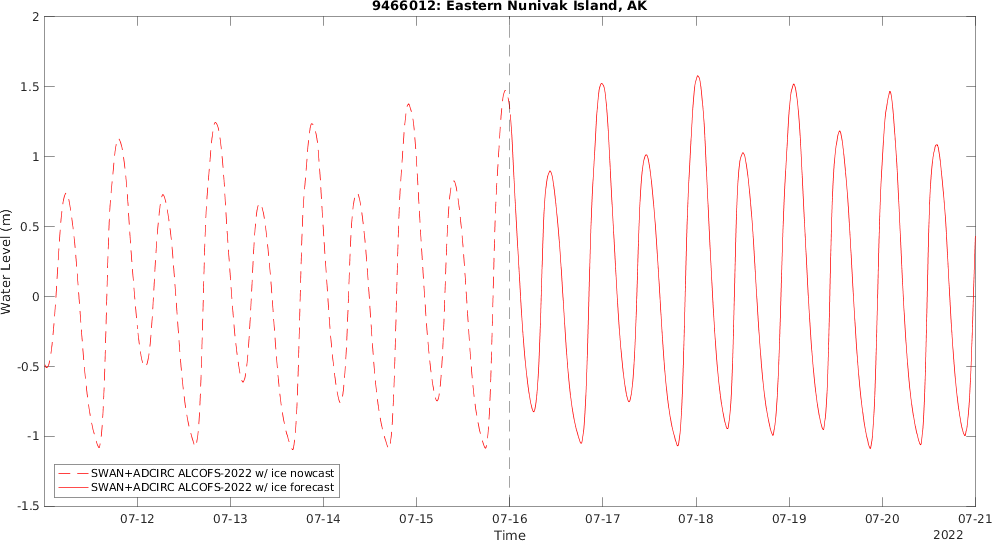 9466012: Eastern Nunivak Island, AK
2
1.5
1
0.5
0
-0.5
-1
-1.5
Water Level (m)
SWAN+ADCIRC ALCOFS-2022 w/ ice nowcast
SWAN+ADCIRC ALCOFS-2022 w/ ice forecast
07-12 07-13 07-14 07-15 07-16 07-17 07-18 07-19 07-20 07-21
Time
2022